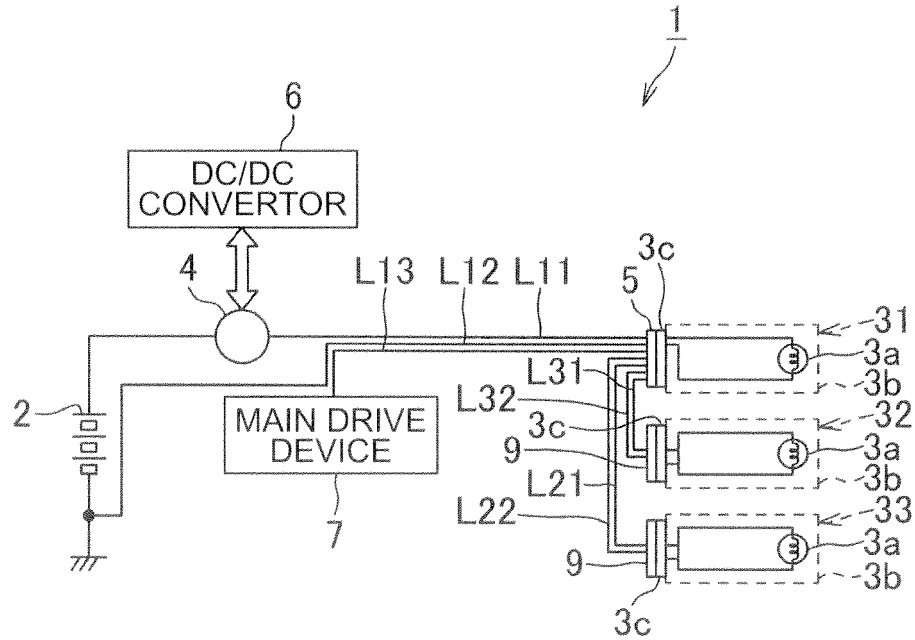 1
6
DC/DC
CONVERTOR
4
L13 L12 L11
5
3c
31
3a
3b
L31
L32
2
MAIN DRIVE
DEVICE
7
3c
32
9
3a
3b
L21
L22
33
9
3a
3b
3c